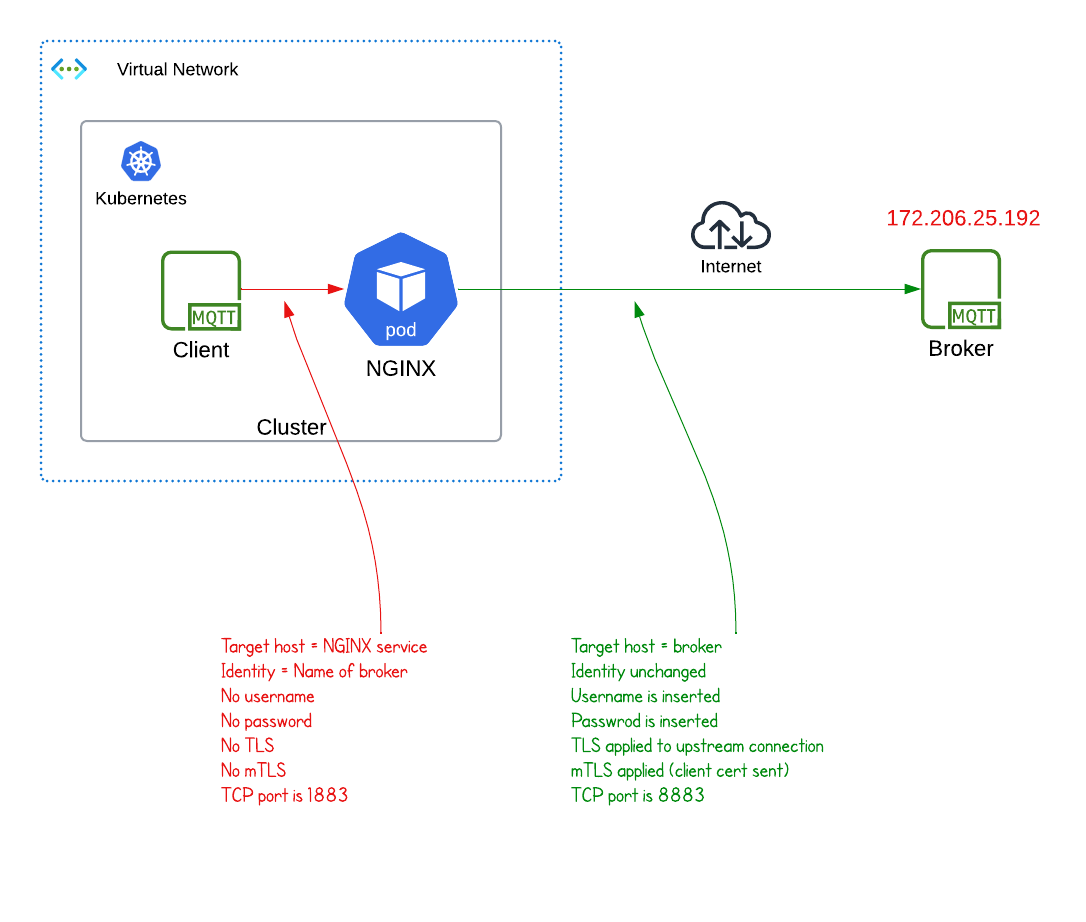 Virtual Network
Kubernetes
172.206.25.192
Internet
MQTT
MQTT
pod
Client
Broker
NGINX
Cluster
Target host = NGINX service
Identity = Name of broker
No username
No password
No TLS
No mTLS
TCP port is 1883
Target host = broker
Identity unchanged
Username is inserted
Passwrod is inserted
TLS applied to upstream connection
mTLS applied (client cert sent)
TCP port is 8883